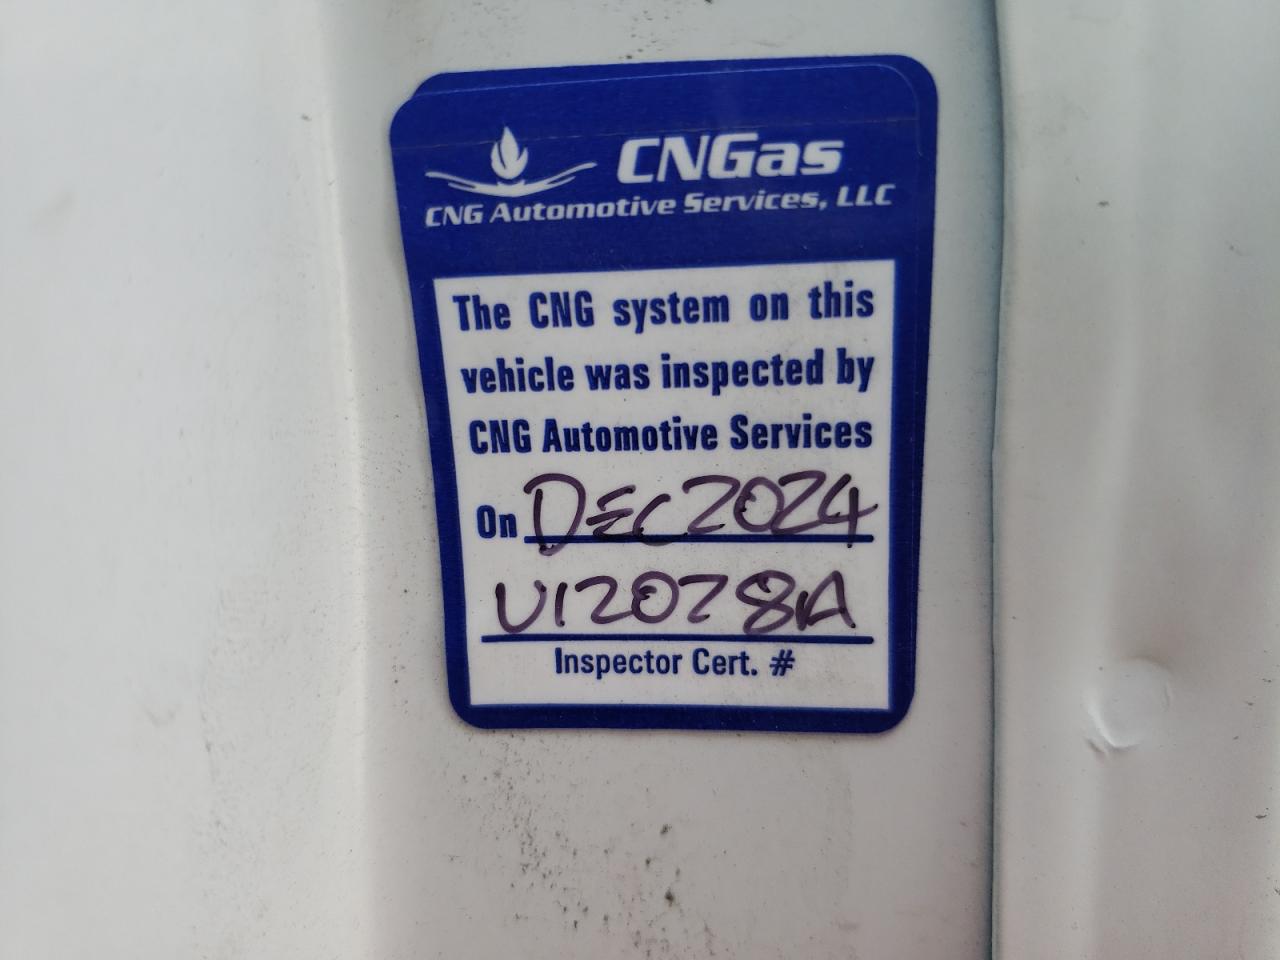 CNGas
CNG Automotive Services, LLC
The CNG system on this
vehicle was inspected by
CNG Automotive Services
On DEC2024
V12078A
Inspector Cert. #